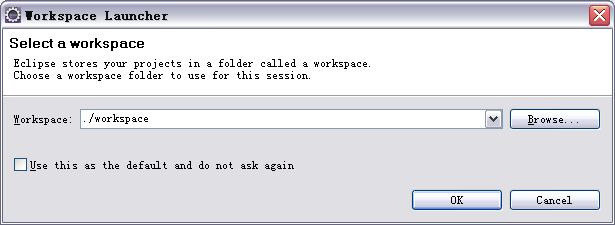 Workspace Launcher
Select a workspace
Eclipse stores your projects in a folder called a workspace.
Choose a workspace folder to use for this session.
Workspace: ./workspace Browse...
Use this as the default and do not ask again
OK Cancel